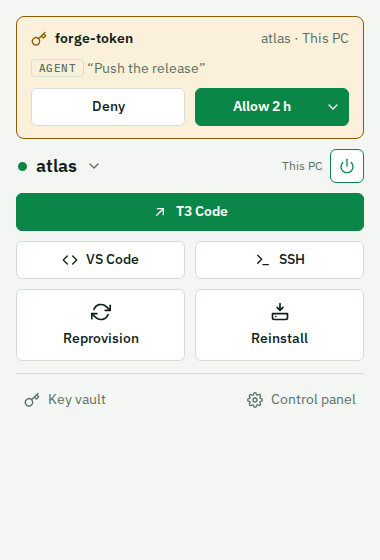 forge-token
atlas · This PC
AGENT “Push the release”
Deny
Allow 2 h
atlas
This PC
T3 Code
VS Code
SSH
Reprovision
Reinstall
Key vault
Control panel